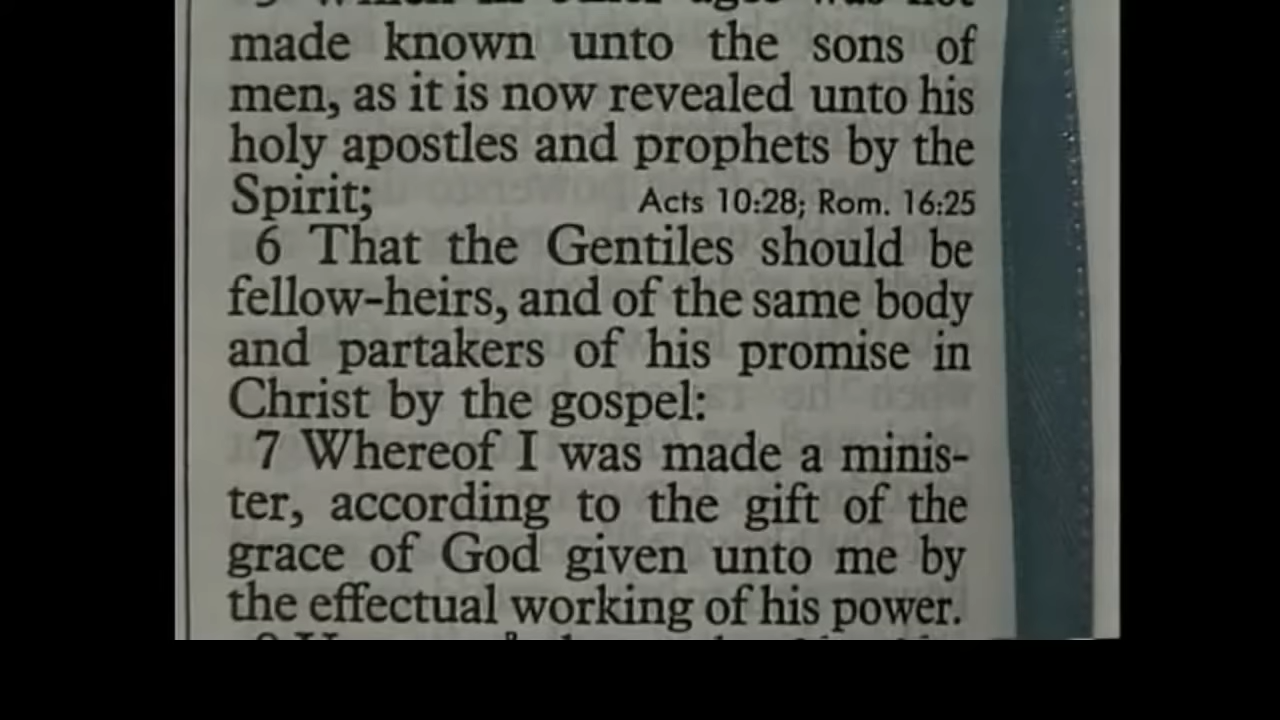 made known unto the sons of
men, as it is now revealed unto his
holy apostles and prophets by the
Spirit; Acts 10:28; Rom. 16:25
6 That the Gentiles should be
fellow-heirs, and of the same body
and partakers of his promise in
Christ by the gospel:
7 Whereof I was made a minis-
ter, according to the gift of the
grace of God given unto me by
the effectual working of his power.